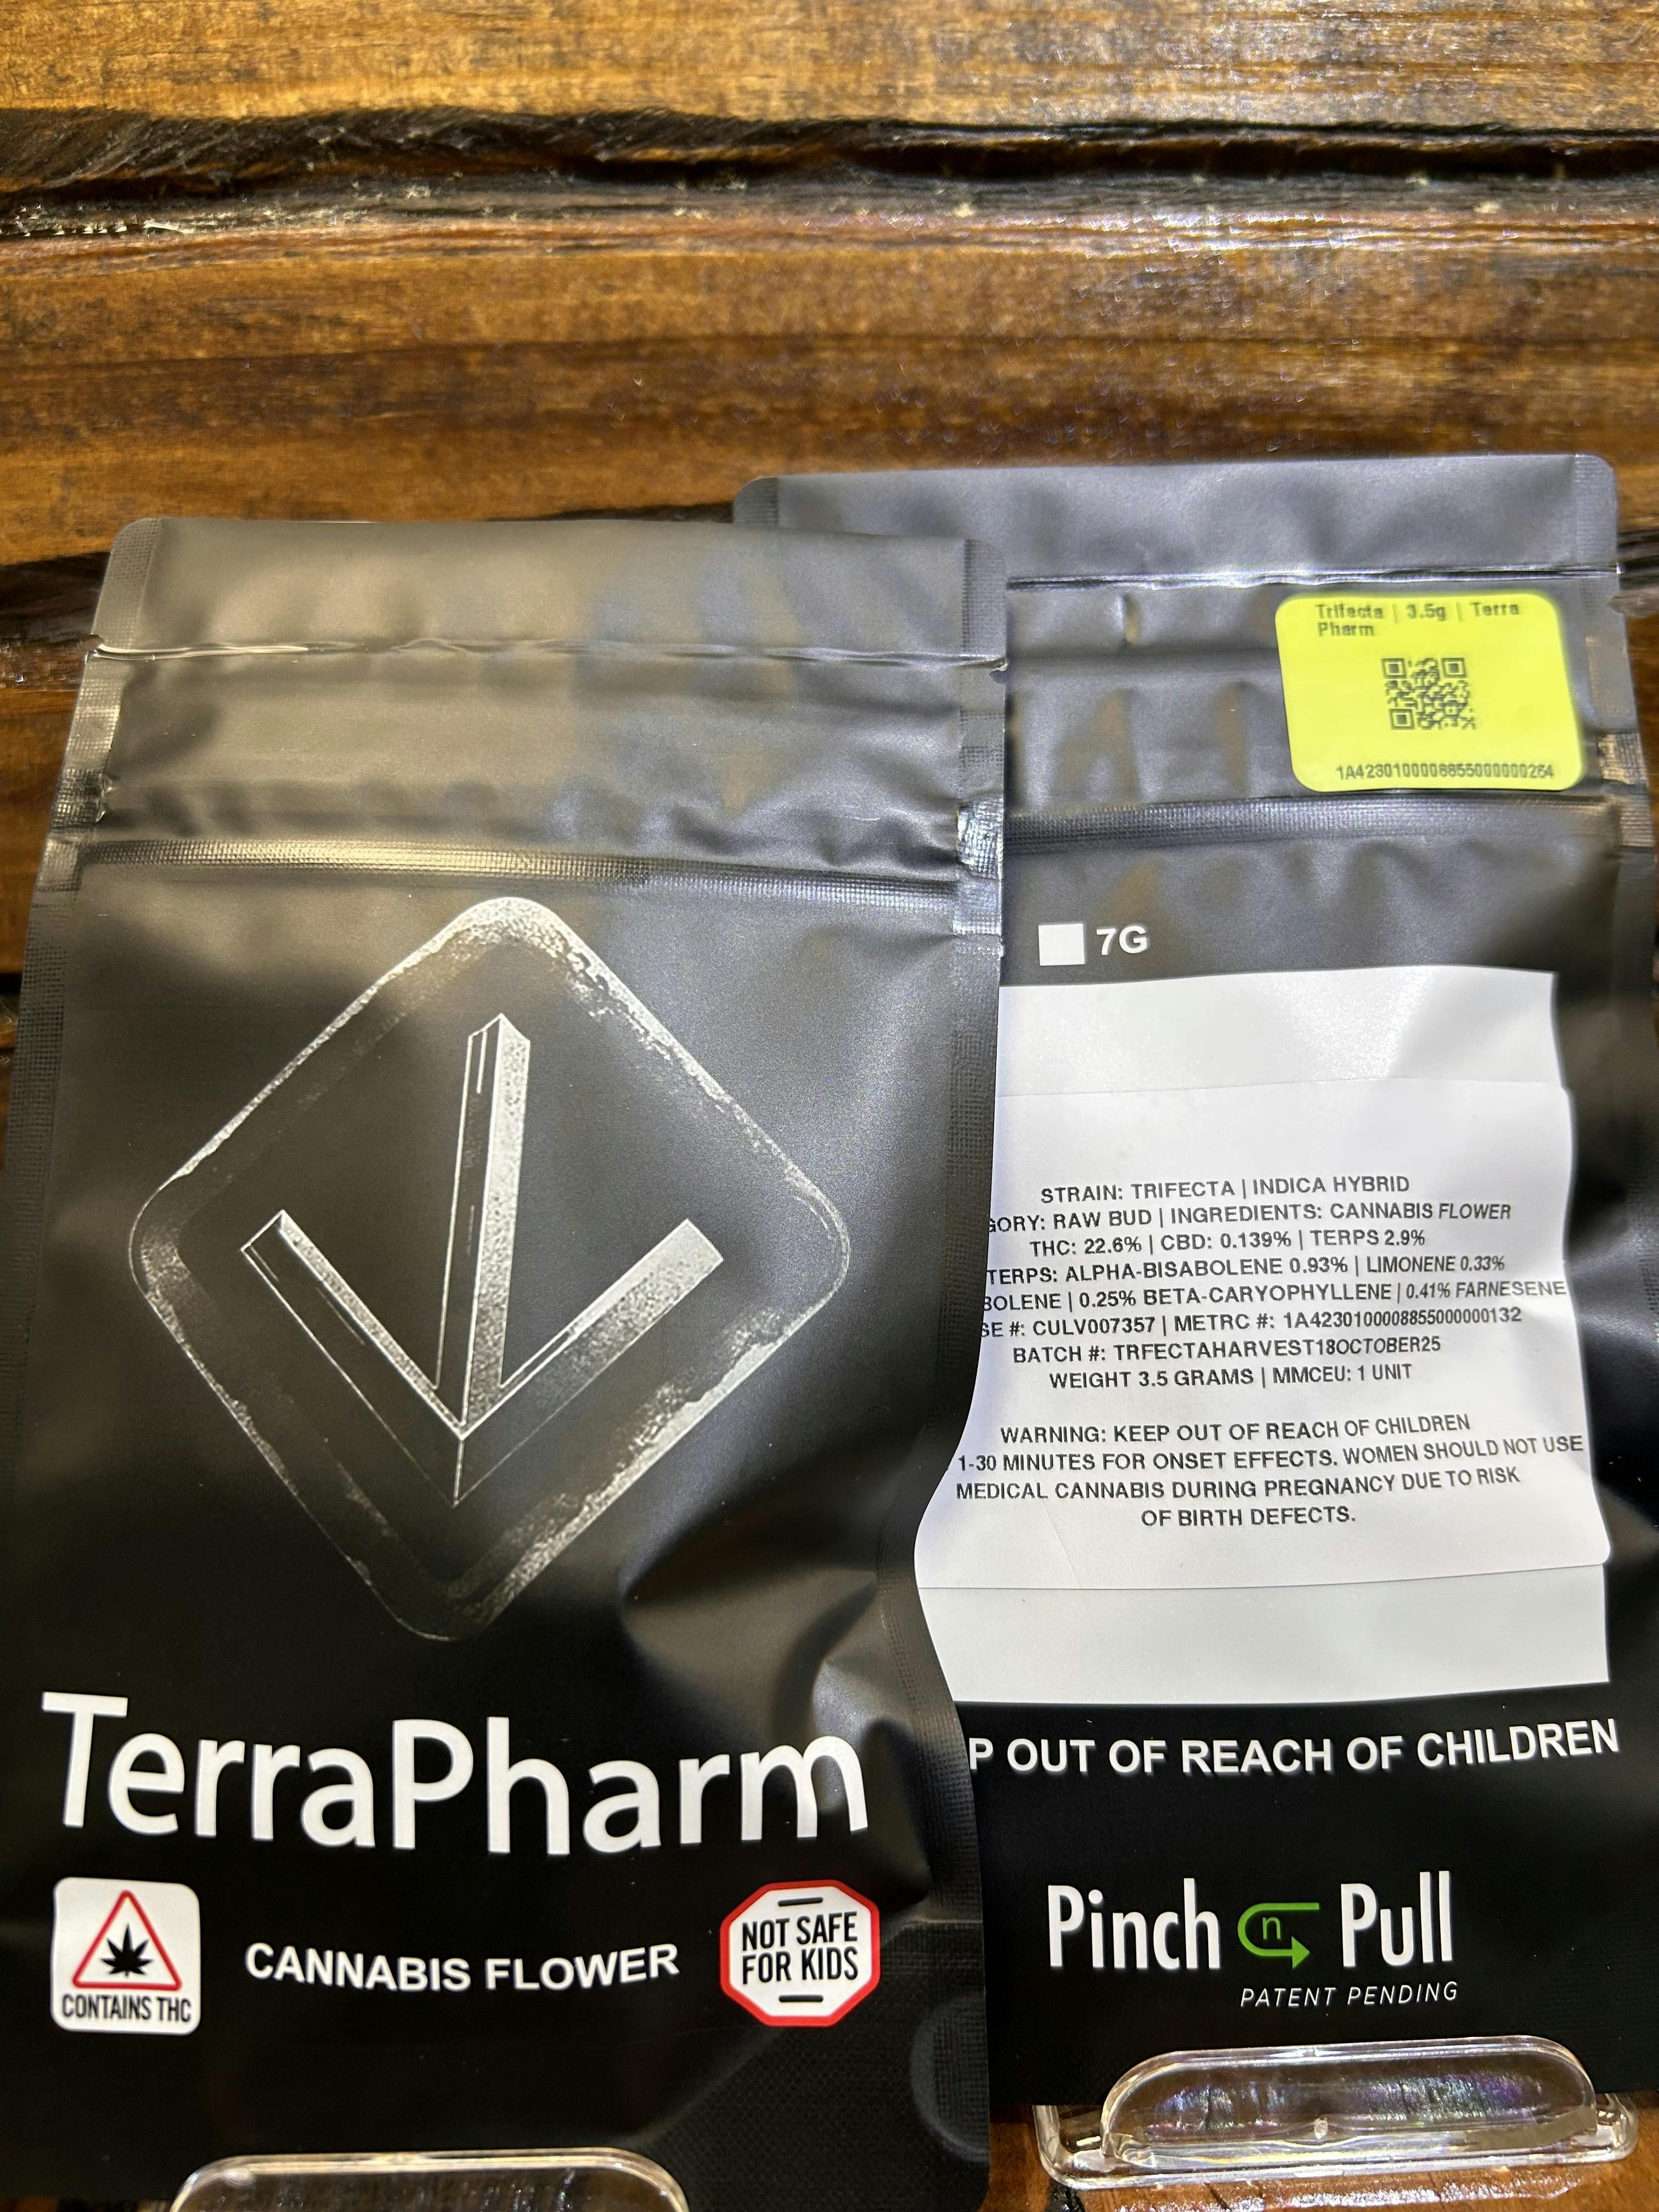 Trifecta | 3.5g | Terra
Pharm
1A4230100008855000000264
7G
STRAIN: TRIFECTA | INDICA HYBRID
GORY: RAW BUD | INGREDIENTS: CANNABIS FLOWER
THC: 22.6% | CBD: 0.139% | TERPS 2.9%
TERPS: ALPHA-BISABOLENE 0.93% | LIMONENE 0.33%
BOLENE | 0.25% BETA-CARYOPHYLLENE | 0.41% FARNESENE
SE #: CULV007357 | METRC #: 1A4230100008855000000132
BATCH #: TRFECTAHARVEST18OCTOBER25
WEIGHT 3.5 GRAMS | MMCEU: 1 UNIT
WARNING: KEEP OUT OF REACH OF CHILDREN
1-30 MINUTES FOR ONSET EFFECTS. WOMEN SHOULD NOT USE
MEDICAL CANNABIS DURING PREGNANCY DUE TO RISK
OF BIRTH DEFECTS.
P OUT OF REACH OF CHILDREN
Pinch n Pull
PATENT PENDING
TerraPharm
CONTAINS THC
CANNABIS FLOWER
NOT SAFE
FOR KIDS